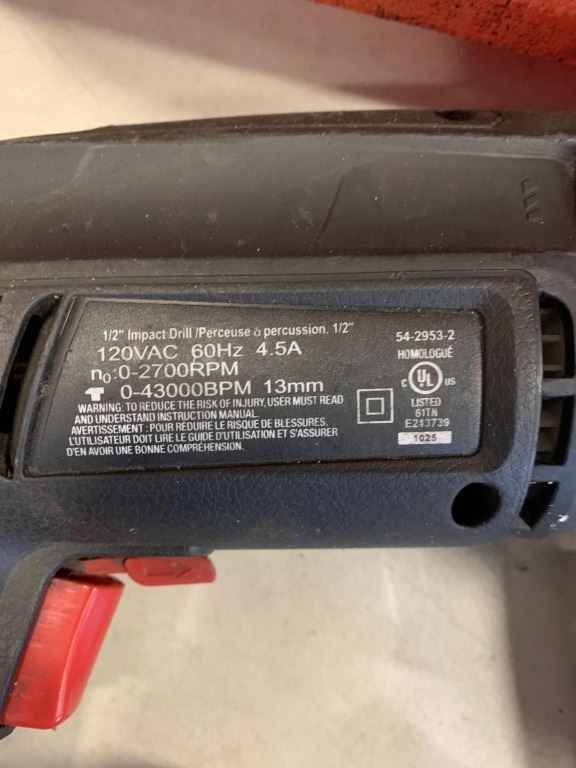 1/2" Impact Drill /Perceuse à percussion. 1/2"
120VAC 60Hz 4.5A
n₀:0-2700RPM
0-43000BPM 13mm
WARNING: TO REDUCE THE RISK OF INJURY, USER MUST READ
AND UNDERSTAND INSTRUCTION MANUAL.
AVERTISSEMENT : POUR RÉDUIRE LE RISQUE DE BLESSURES,
L'UTILISATEUR DOIT LIRE LE GUIDE D'UTILISATION ET S'ASSURER
D'EN AVOIR UNE BONNE COMPRÉHENSION.
54-2953-2
HOMOLOGUÉ
C UL US
LISTED
61TN
E213739
1025